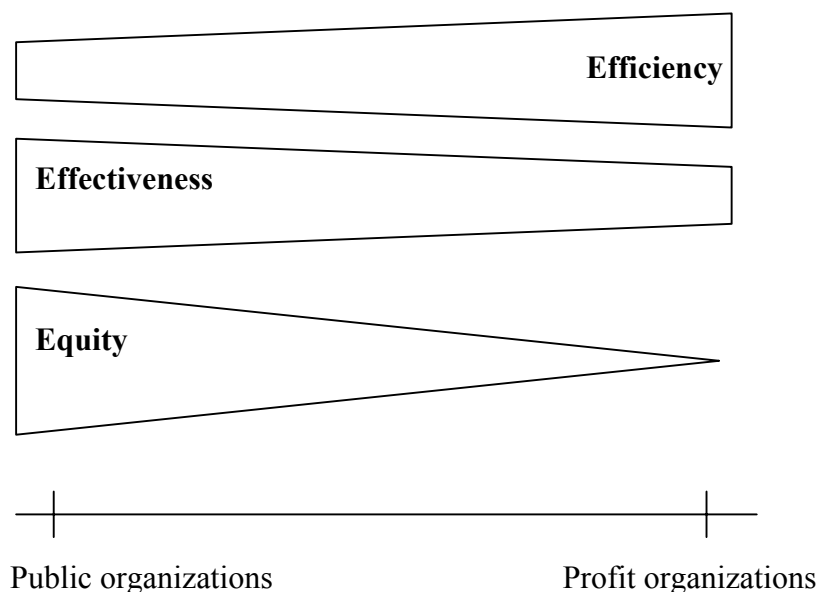 Efficiency
Effectiveness
Equity
Public organizations
Profit organizations